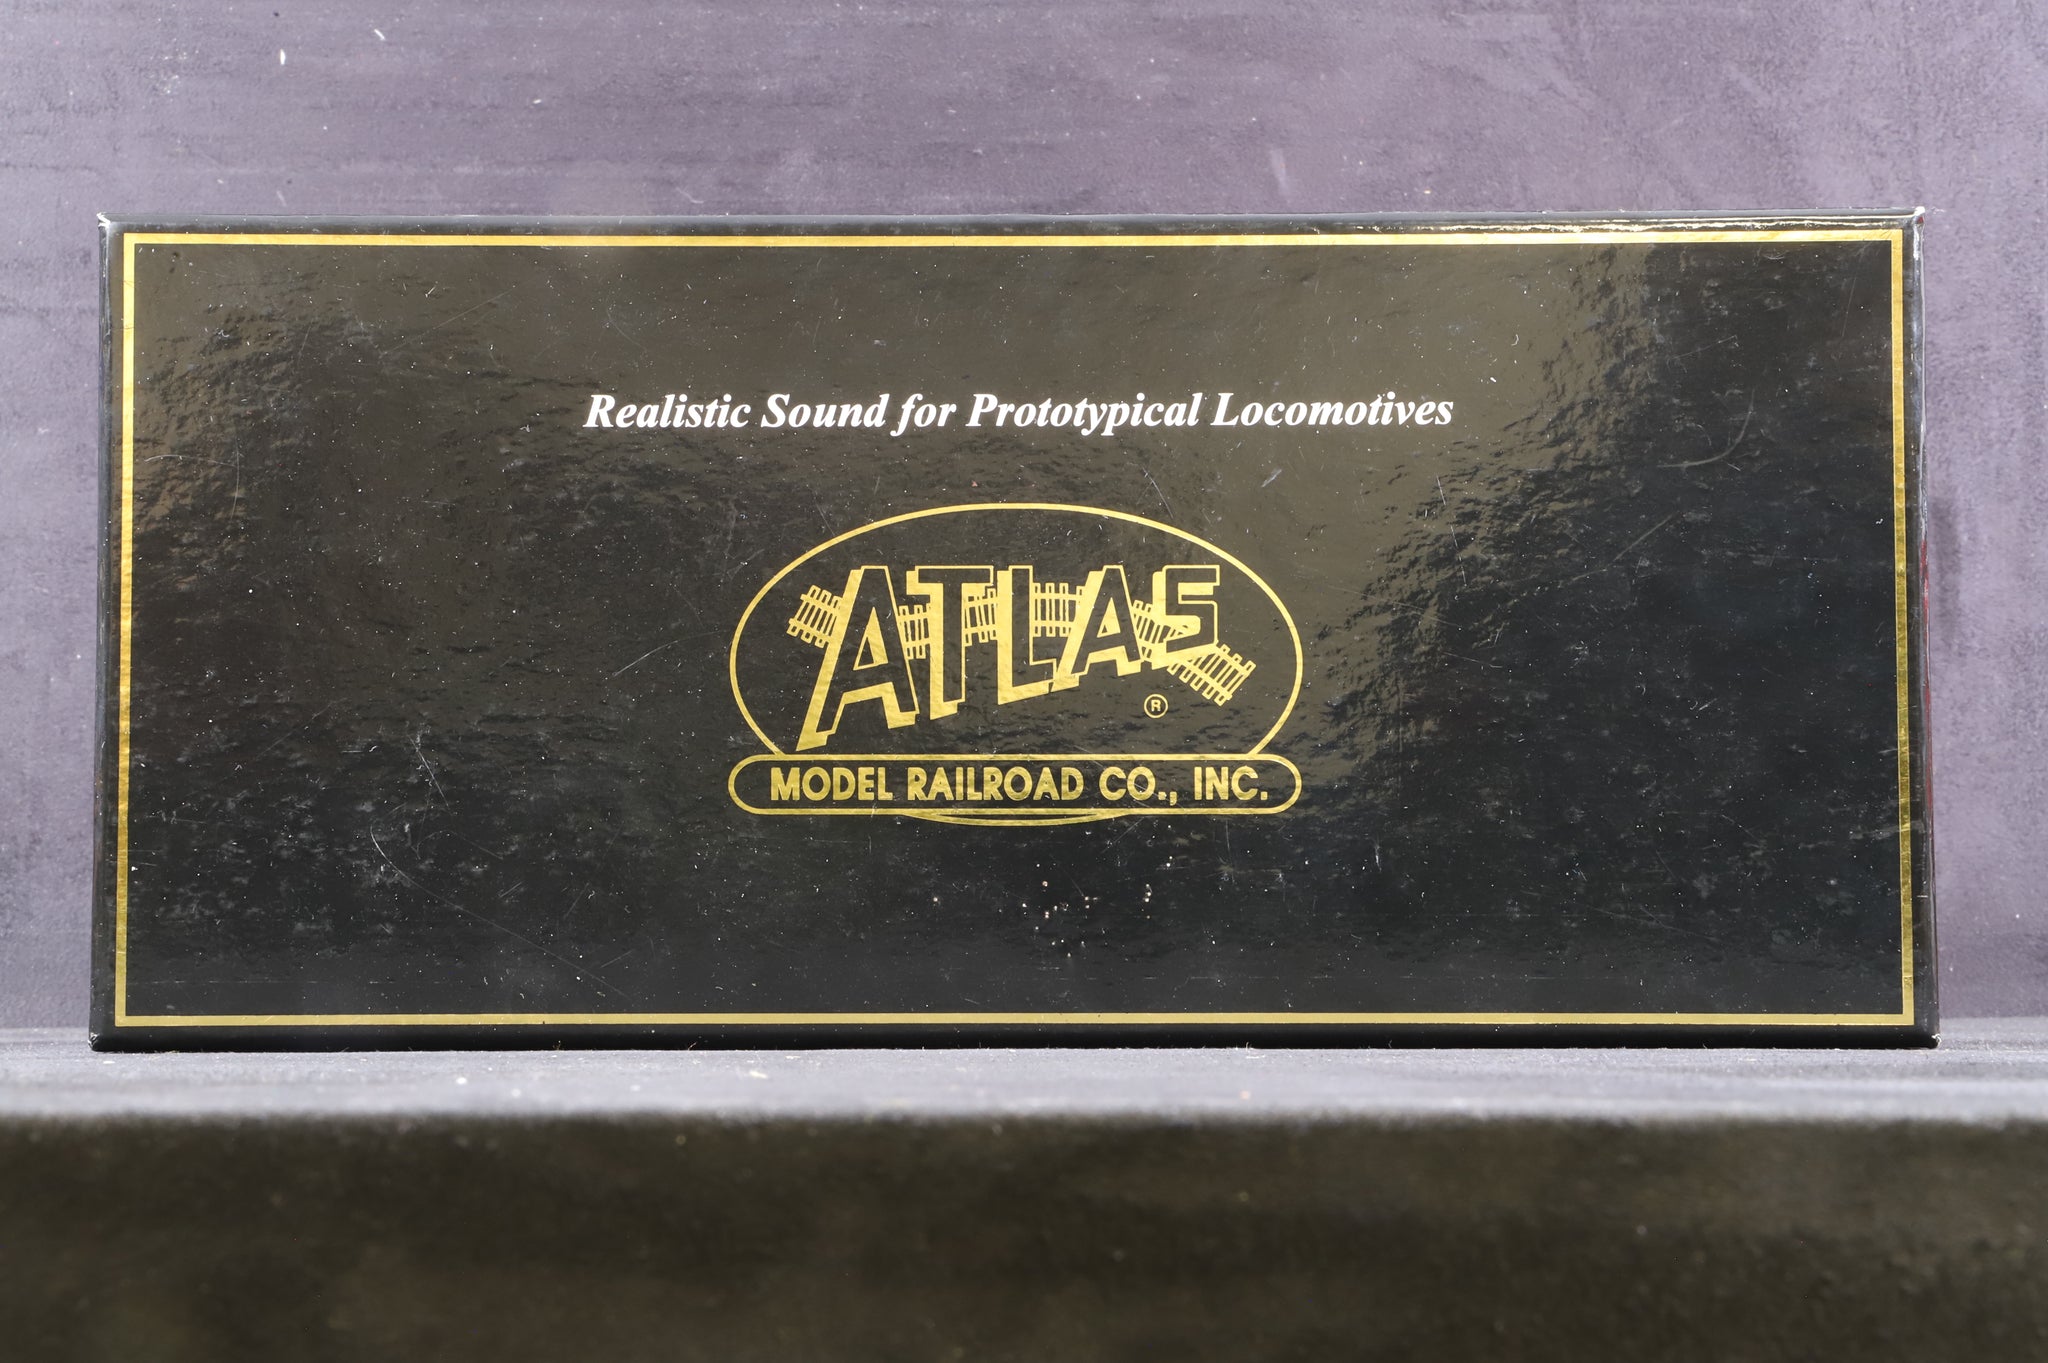 Realistic Sound for Prototypical Locomotives
ATLAS
®
MODEL RAILROAD CO., INC.